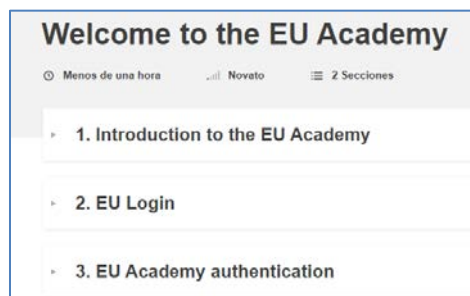 Welcome to the EU Academy
Menos de una hora Novato 2 Secciones
1. Introduction to the EU Academy
2. EU Login
3. EU Academy authentication